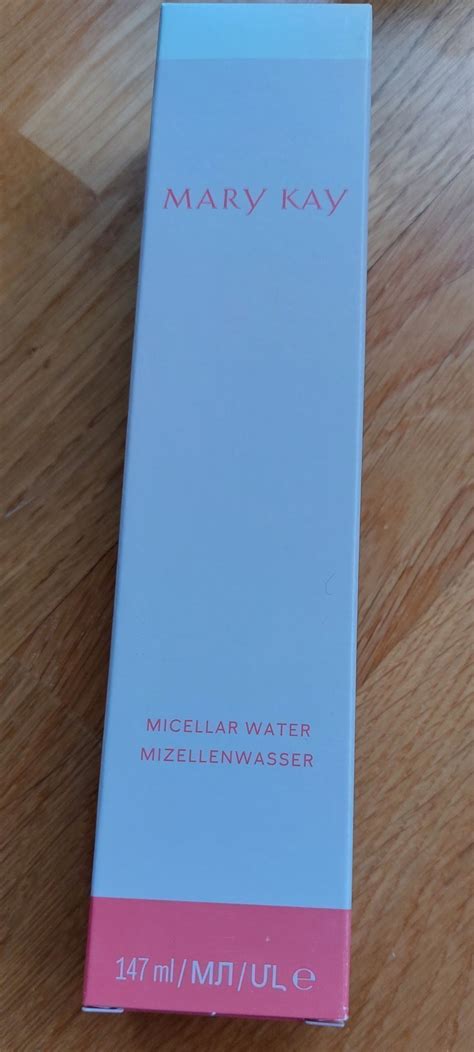 MARY KAY
MICELLAR WATER
MIZELLENWASSER
147 ml/МЛ/ՄԼ ℮